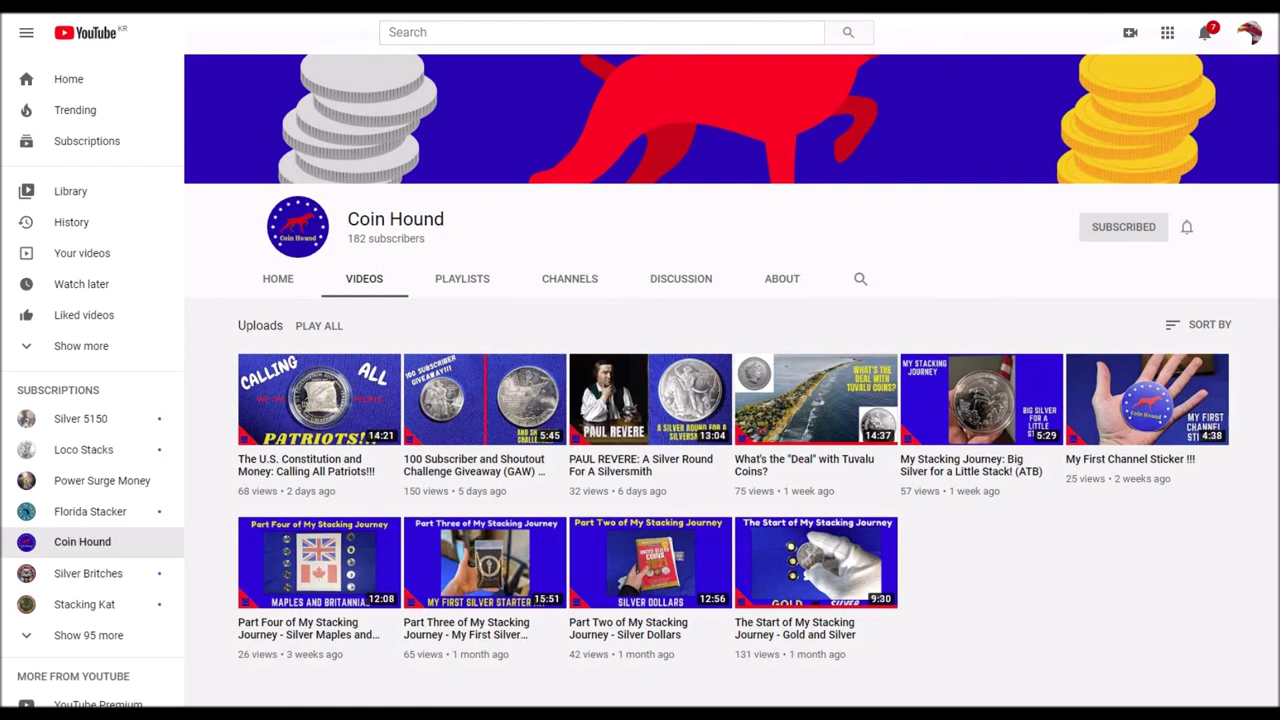 YouTube KR
Search
7
Home
Trending
Subscriptions
Library
History
Your videos
Watch later
Liked videos
Show more
SUBSCRIPTIONS
Silver 5150
Loco Stacks
Power Surge Money
Florida Stacker
Coin Hound
Silver Britches
Stacking Kat
Show 95 more
MORE FROM YOUTUBE
YouTube Premium
Coin Hound
Coin Hound
182 subscribers
SUBSCRIBED
HOME
VIDEOS
PLAYLISTS
CHANNELS
DISCUSSION
ABOUT
Uploads
PLAY ALL
SORT BY
CALLING ALL
WE THE PEOPLE
PATRIOTS!!!
14:21
The U.S. Constitution and
Money: Calling All Patriots!!!
68 views • 2 days ago
100 SUBSCRIBER
GIVEAWAY!!!
5:45
100 Subscriber and Shoutout
Challenge Giveaway (GAW) ...
150 views • 5 days ago
PAUL REVERE
A SILVER ROUND FOR A
13:04
PAUL REVERE: A Silver Round
For A Silversmith
32 views • 6 days ago
WHAT'S THE
DEAL WITH
TUVALU
COINS?
14:37
What's the "Deal" with Tuvalu
Coins?
75 views • 1 week ago
MY STACKING
JOURNEY
BIG SILVER
FOR A
LITTLE
5:29
My Stacking Journey: Big
Silver for a Little Stack! (ATB)
57 views • 1 week ago
MY FIRST
CHANNEL
4:38
My First Channel Sticker !!!
25 views • 2 weeks ago
Part Four of My Stacking Journey
MAPLES AND BRITANNIAS
12:08
Part Four of My Stacking
Journey - Silver Maples and...
26 views • 3 weeks ago
Part Three of My Stacking Journey
MY FIRST SILVER STARTER
15:51
Part Three of My Stacking
Journey - My First Silver...
65 views • 1 month ago
Part Two of My Stacking Journey
SILVER DOLLARS
12:56
Part Two of My Stacking
Journey - Silver Dollars
42 views • 1 month ago
The Start of My Stacking Journey
GOLD SILVER
9:30
The Start of My Stacking
Journey - Gold and Silver
131 views • 1 month ago